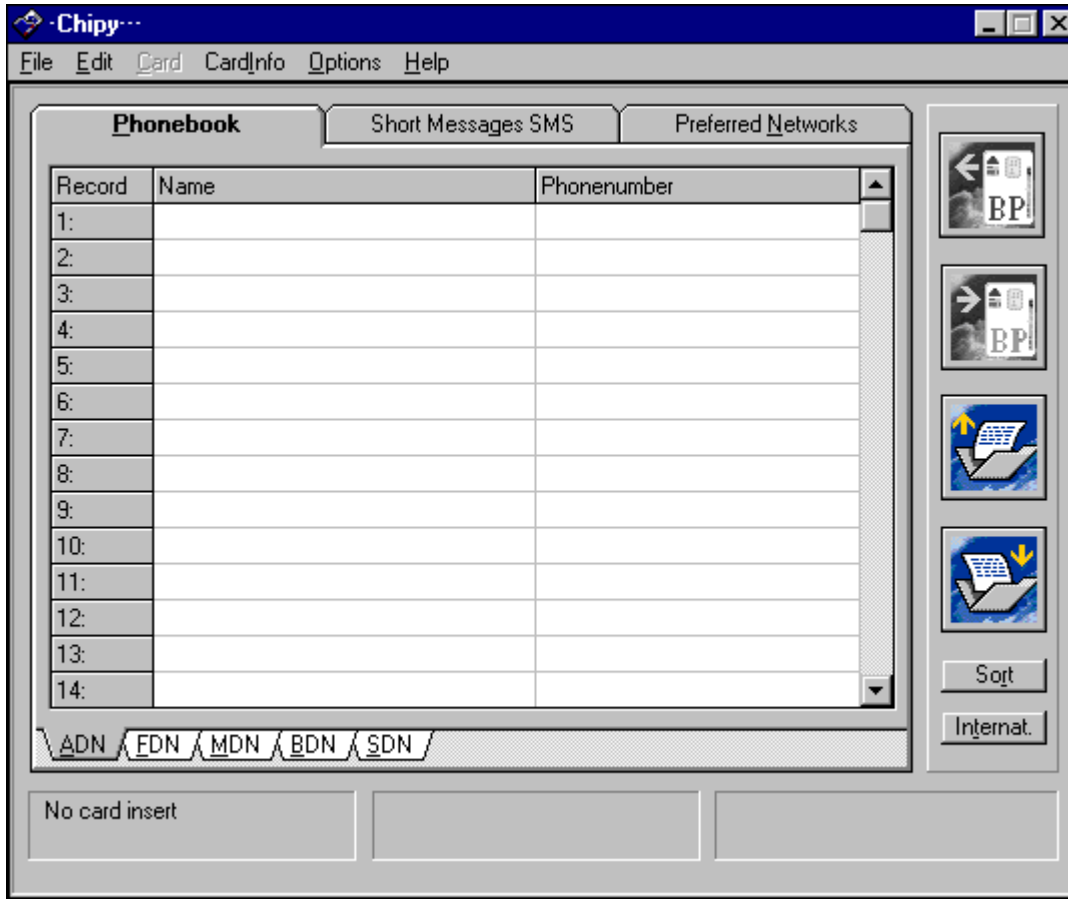 -Chipy---
File Edit Card CardInfo Options Help
Phonebook Short Messages SMS Preferred Networks
Record Name Phonenumber
BP
1:
2:
3:
4:
BP
5:
6:
7:
8:
9:
10:
11:
12:
13:
14:
Sort
ADN FDN MDN BDN SDN
Internat.
No card insert